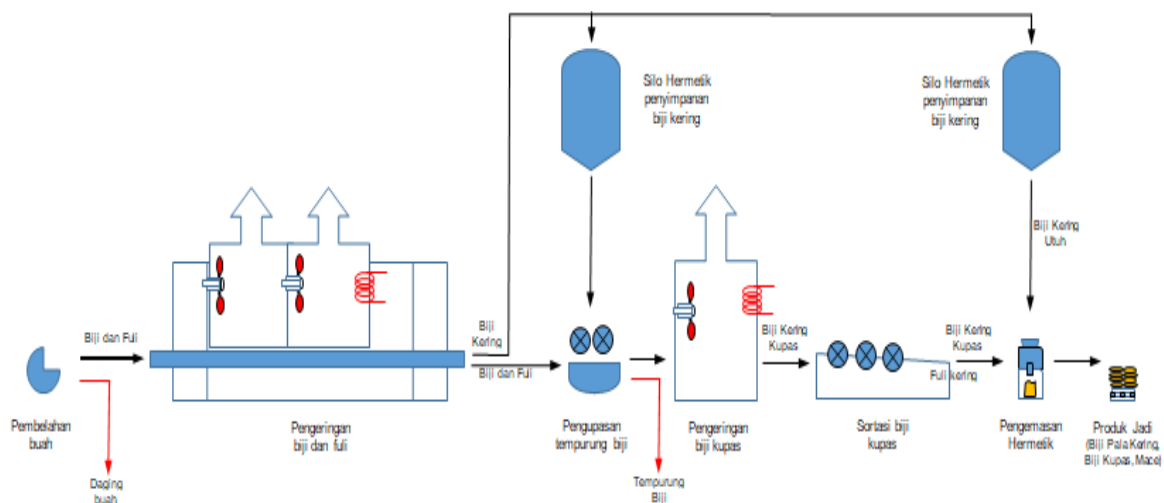 Silo Hermetik
penyimpanan
biji kering
Silo Hermetik
penyimpanan
biji kering
Biji Kering
Utuh
Biji dan Fuli
Biji
Kering
Biji dan Fuli
Biji Kering
Kupas
Biji Kering
Kupas
Fuli kering
Pembelahan
buah
Pengeringan
biji dan fuli
Pengupasan
tempurung biji
Pengeringan
biji kupas
Sortasi biji
kupas
Pengemasan
Hermetik
Produk Jadi
(Biji Pala Kering,
Biji Kupas, Mace)
Daging
buah
Tempurung
Biji